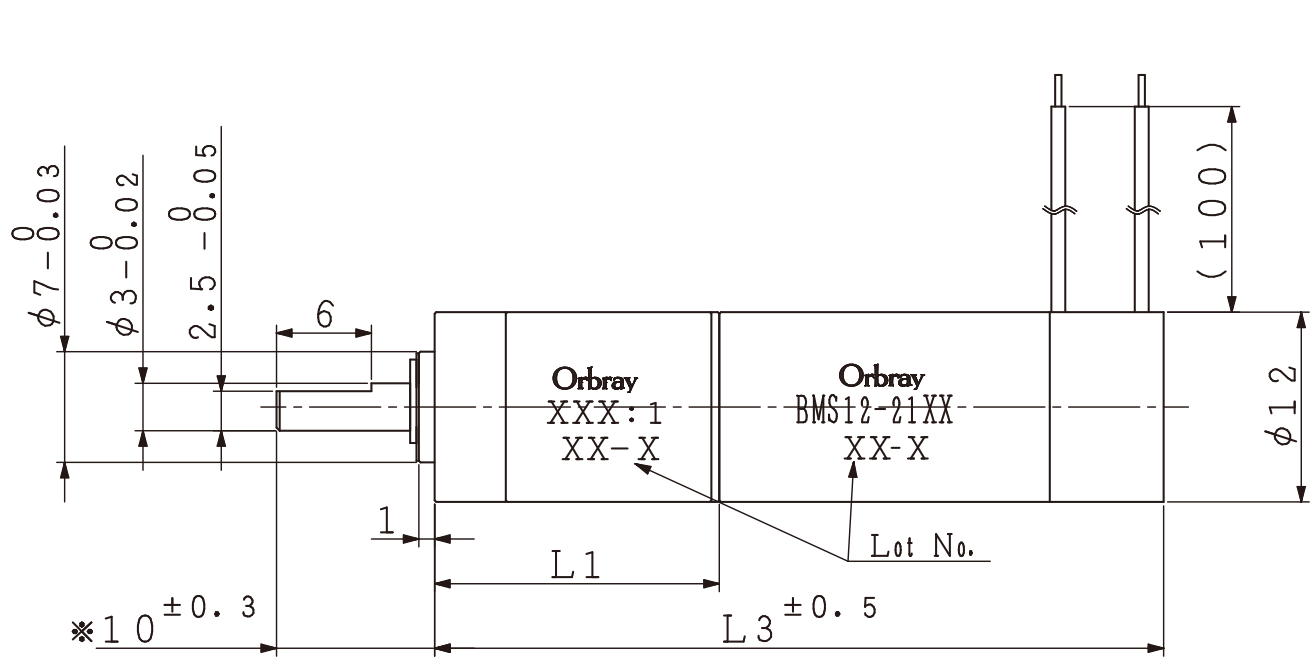 φ7-0.03
0
φ3-0.02
0
2.5 -0.05
0
6
(100)
φ12
Orbray
XXX:1
XX-X
Orbray
BMS12-21XX
XX-X
1
L1
Lot No.
※10±0.3
L3±0.5